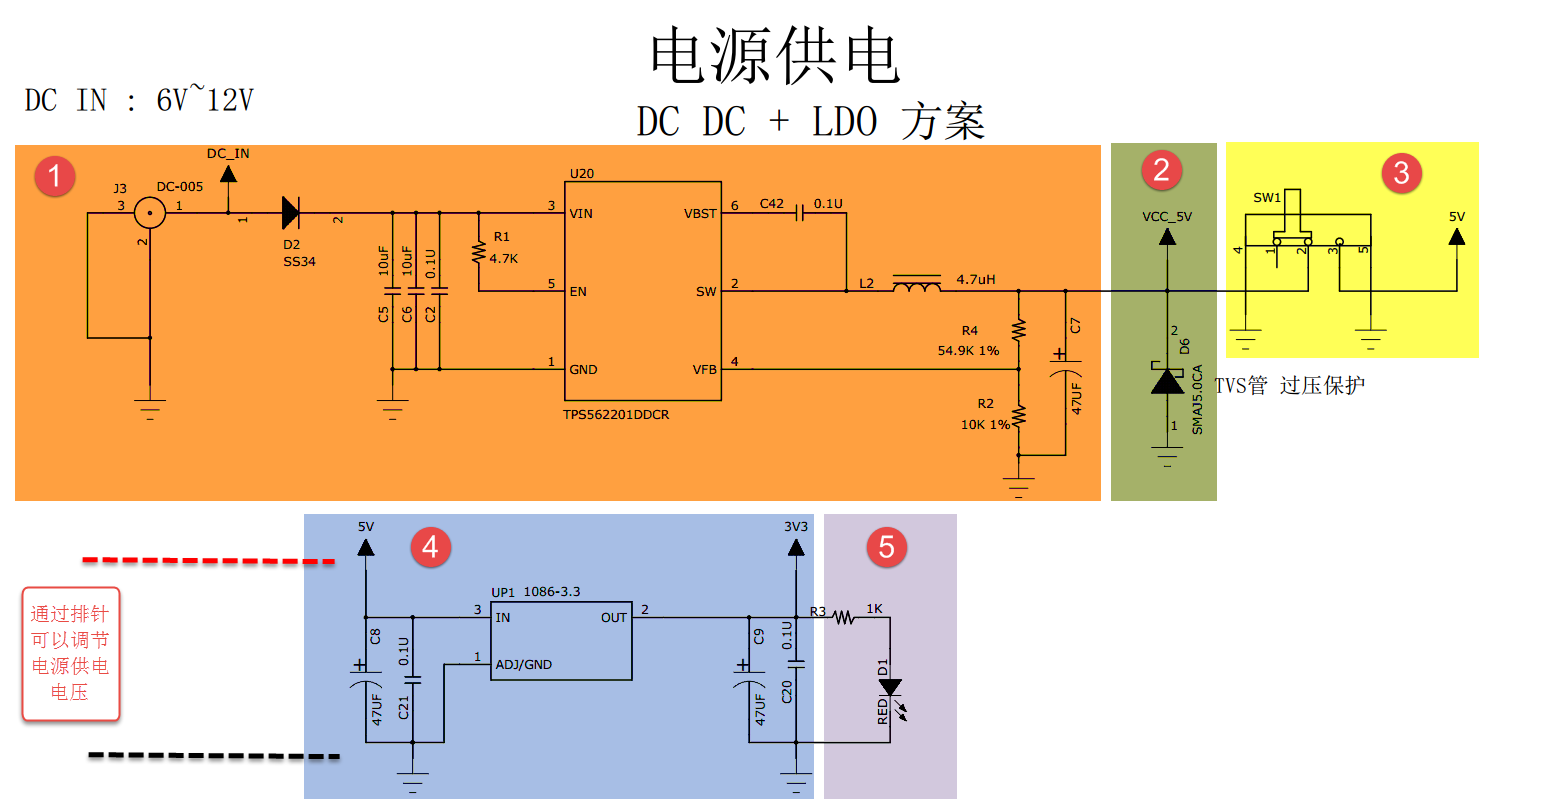 电源供电
DC IN : 6V~12V
DC DC + LDO 方案
1
DC_IN
J3
DC-005
3
1
2
1
2
D2
SS34
10uF
10uF
0.1U
C5
C6
C2
R1
4.7K
U20
3
VIN
VBST
6
5
EN
SW
2
1
GND
VFB
4
TPS562201DDCR
C42
0.1U
L2
4.7uH
R4
54.9K 1%
R2
10K 1%
C7
+
47UF
2
VCC_5V
2
D6
SMAJ5.0CA
1
TVS管 过压保护
3
SW1
5V
4
1
2
3
5
通过排针
可以调节
电源供电
电压
4
5V
3V3
UP1 1086-3.3
3
IN
OUT
2
1
ADJ/GND
C8
+
47UF
0.1U
C21
C9
+
47UF
0.1U
C20
5
R3
1K
D1
RED